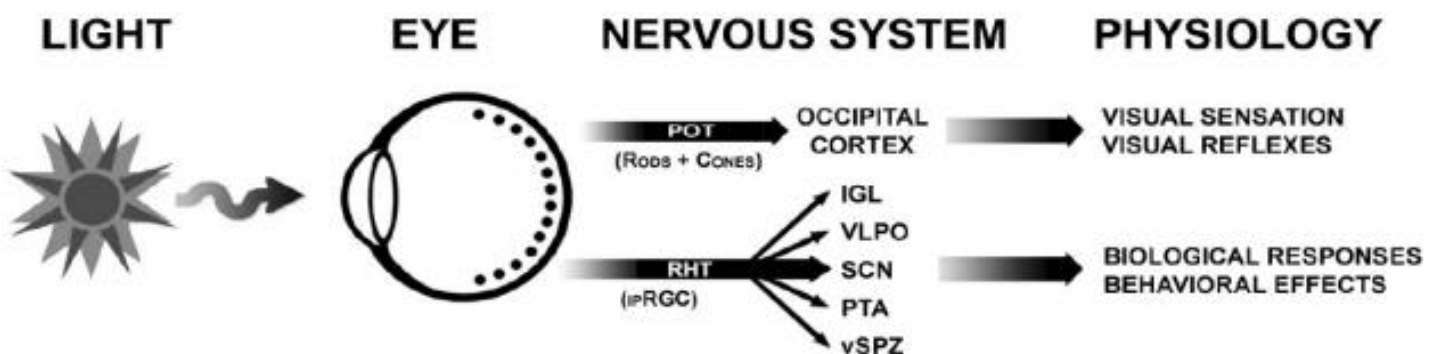 LIGHT EYE NERVOUS SYSTEM PHYSIOLOGY
POT
(RODS + CONES)
OCCIPITAL
CORTEX
VISUAL SENSATION
VISUAL REFLEXES
RHT
(IPRGC)
IGL
VLPO
SCN
PTA
vSPZ
BIOLOGICAL RESPONSES
BEHAVIORAL EFFECTS